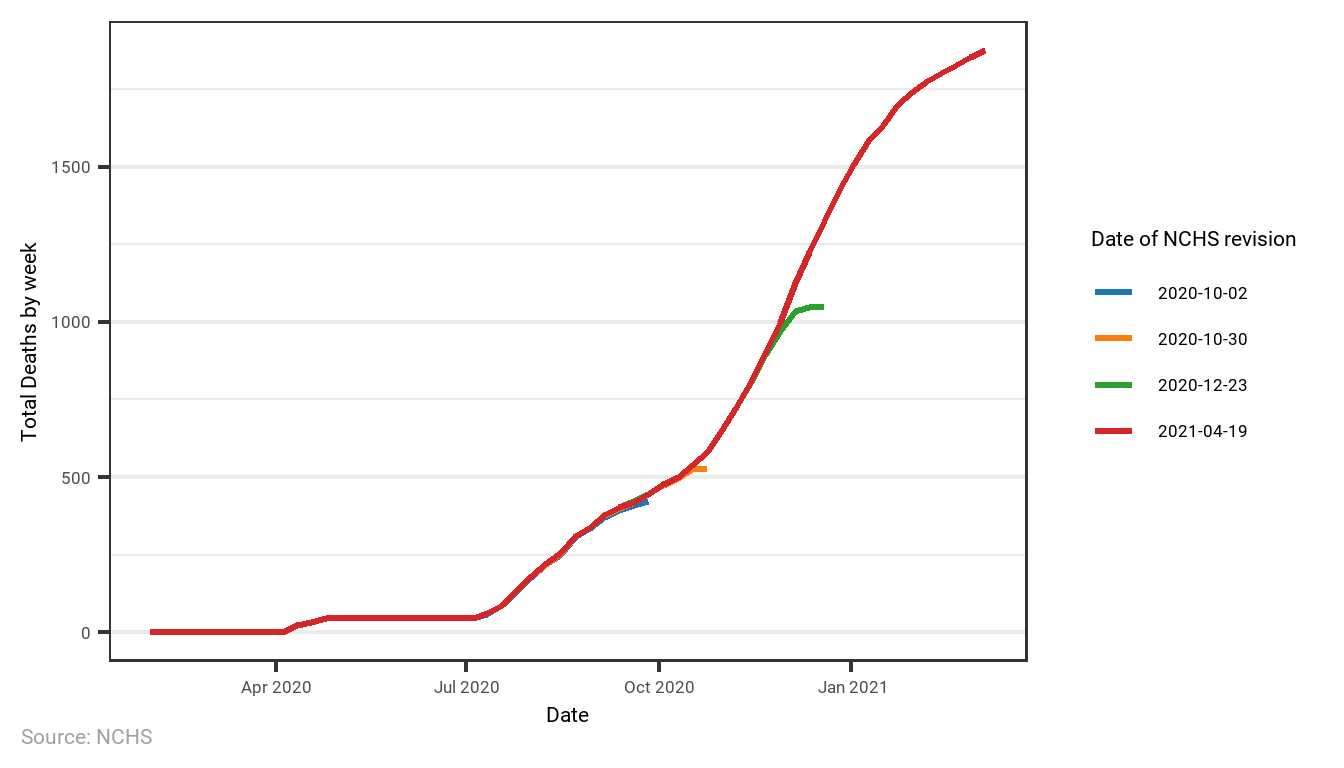 Total Deaths by week
1500
1000
500
0
Apr 2020
Jul 2020
Oct 2020
Jan 2021
Date
Date of NCHS revision
2020-10-02
2020-10-30
2020-12-23
2021-04-19
Source: NCHS